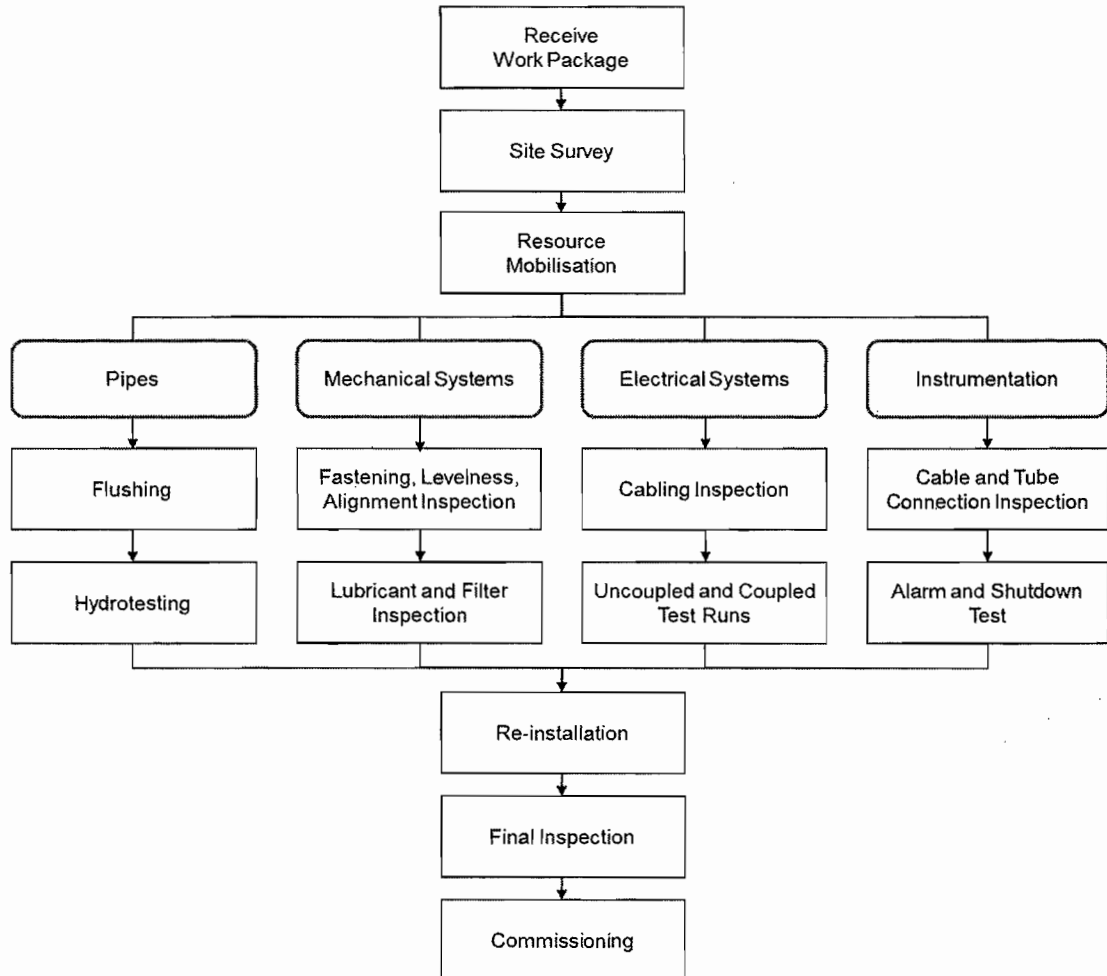 Receive
Work Package
Site Survey
Resource
Mobilisation
Pipes
Mechanical Systems
Electrical Systems
Instrumentation
Flushing
Fastening, Levelness,
Alignment Inspection
Cabling Inspection
Cable and Tube
Connection Inspection
Hydrotesting
Lubricant and Filter
Inspection
Uncoupled and Coupled
Test Runs
Alarm and Shutdown
Test
Re-installation
Final Inspection
Commissioning